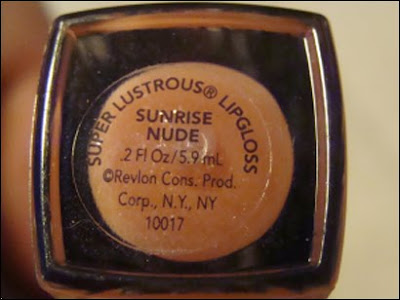 SUPER LUSTROUS® LIPGLOSS
SUNRISE
NUDE
.2 Fl Oz/5.9 mL
©Revlon Cons. Prod.
Corp., N.Y., NY
10017